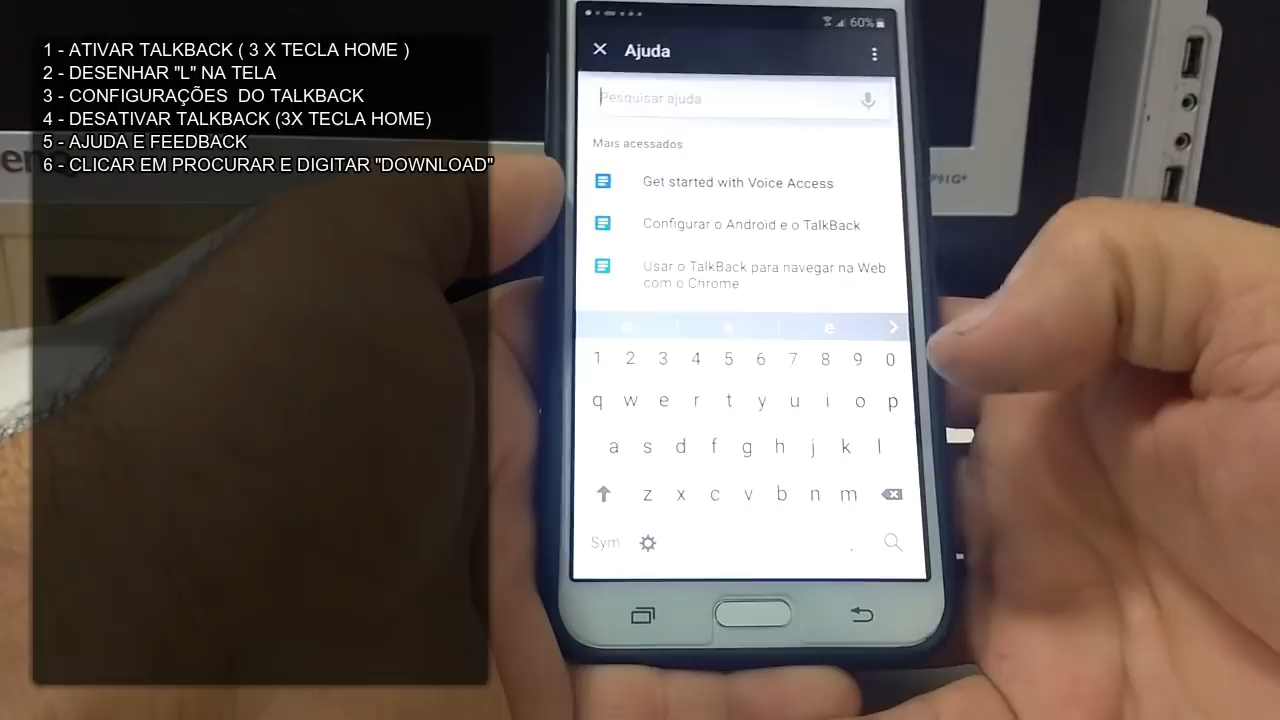 1 - ATIVAR TALKBACK ( 3 X TECLA HOME )
2 - DESENHAR "L" NA TELA
3 - CONFIGURAÇÕES DO TALKBACK
4 - DESATIVAR TALKBACK (3X TECLA HOME)
5 - AJUDA E FEEDBACK
6 - CLICAR EM PROCURAR E DIGITAR "DOWNLOAD"
60%
Ajuda
Pesquisar ajuda
Mais acessados
Get started with Voice Access
Configurar o Android e o TalkBack
Usar o TalkBack para navegar na Web
com o Chrome
e
1 2 3 4 5 6 7 8 9 0
q w e r t y u i o p
a s d f g h j k l
z x c v b n m
Sym .